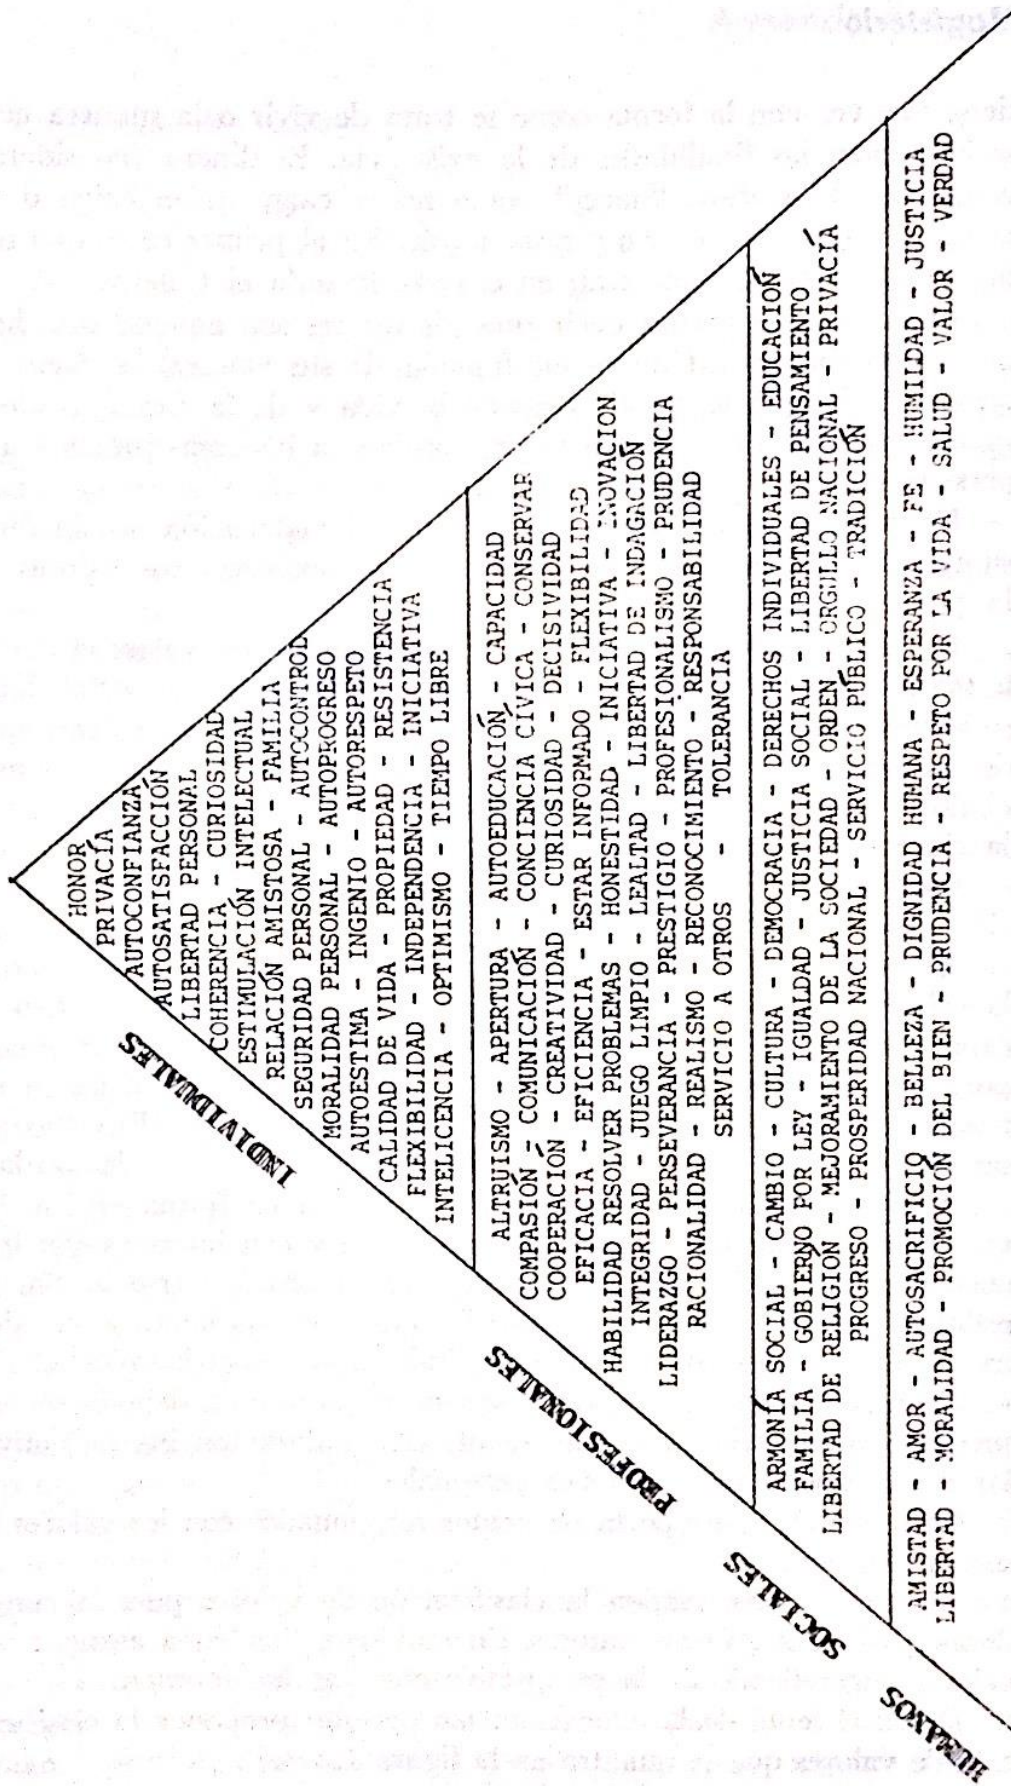 INDIVIDUALES
HONOR
PRIVACÍA
AUTOCONFIANZA
AUTOSATISFACCIÓN
LIBERTAD PERSONAL
COHERENCIA - CURIOSIDAD
ESTIMULACIÓN INTELECTUAL
RELACIÓN AMISTOSA - FAMILIA
SEGURIDAD PERSONAL - AUTOCONTROL
MORALIDAD PERSONAL - AUTOPROGRESO
AUTOESTIMA - INGENIO - AUTORESPETO
CALIDAD DE VIDA - PROPIEDAD - RESISTENCIA
FLEXIBILIDAD - INDEPENDENCIA - INICIATIVA
INTELICENCIA - OPTIMISMO - TIEMPO LIBRE
PROFESIONALES
ALTRUISMO - APERTURA - AUTOEDUCACIÓN - CAPACIDAD
COMPASIÓN - COMUNICACIÓN - CONCIENCIA CÍVICA - CONSERVAR
COOPERACIÓN - CREATIVIDAD - CURIOSIDAD - DECISIVIDAD
EFICACIA - EFICIENCIA - ESTAR INFORMADO - FLEXIBILIDAD
HABILIDAD RESOLVER PROBLEMAS - HONESTIDAD - INICIATIVA - INOVACION
INTEGRIDAD - JUEGO LIMPIO - LEALTAD - LIBERTAD DE INDAGACIÓN
LIDERAZGO - PERSEVERANCIA - PRESTIGIO - PROFESIONALISMO - PRUDENCIA
RACIONALIDAD - REALISMO - RECONOCIMIENTO - RESPONSABILIDAD
SERVICIO A OTROS - TOLERANCIA
SOCIALES
ARMONÍA SOCIAL - CAMBIO - CULTURA - DEMOCRACIA - DERECHOS INDIVIDUALES - EDUCACIÓN
FAMILIA - GOBIERNO POR LEY - IGUALDAD - JUSTICIA SOCIAL - LIBERTAD DE PENSAMIENTO
LIBERTAD DE RELIGIÓN - MEJORAMIENTO DE LA SOCIEDAD - ORDEN - ORGULLO NACIONAL - PRIVACÍA
PROGRESO - PROSPERIDAD NACIONAL - SERVICIO PÚBLICO - TRADICIÓN
HUMANOS
AMISTAD - AMOR - AUTOSACRIFICIO - BELLEZA - DIGNIDAD HUMANA - ESPERANZA - FE - HUMILDAD - JUSTICIA
LIBERTAD - MORALIDAD - PROMOCIÓN DEL BIEN - PRUDENCIA - RESPETO POR LA VIDA - SALUD - VALOR - VERDAD